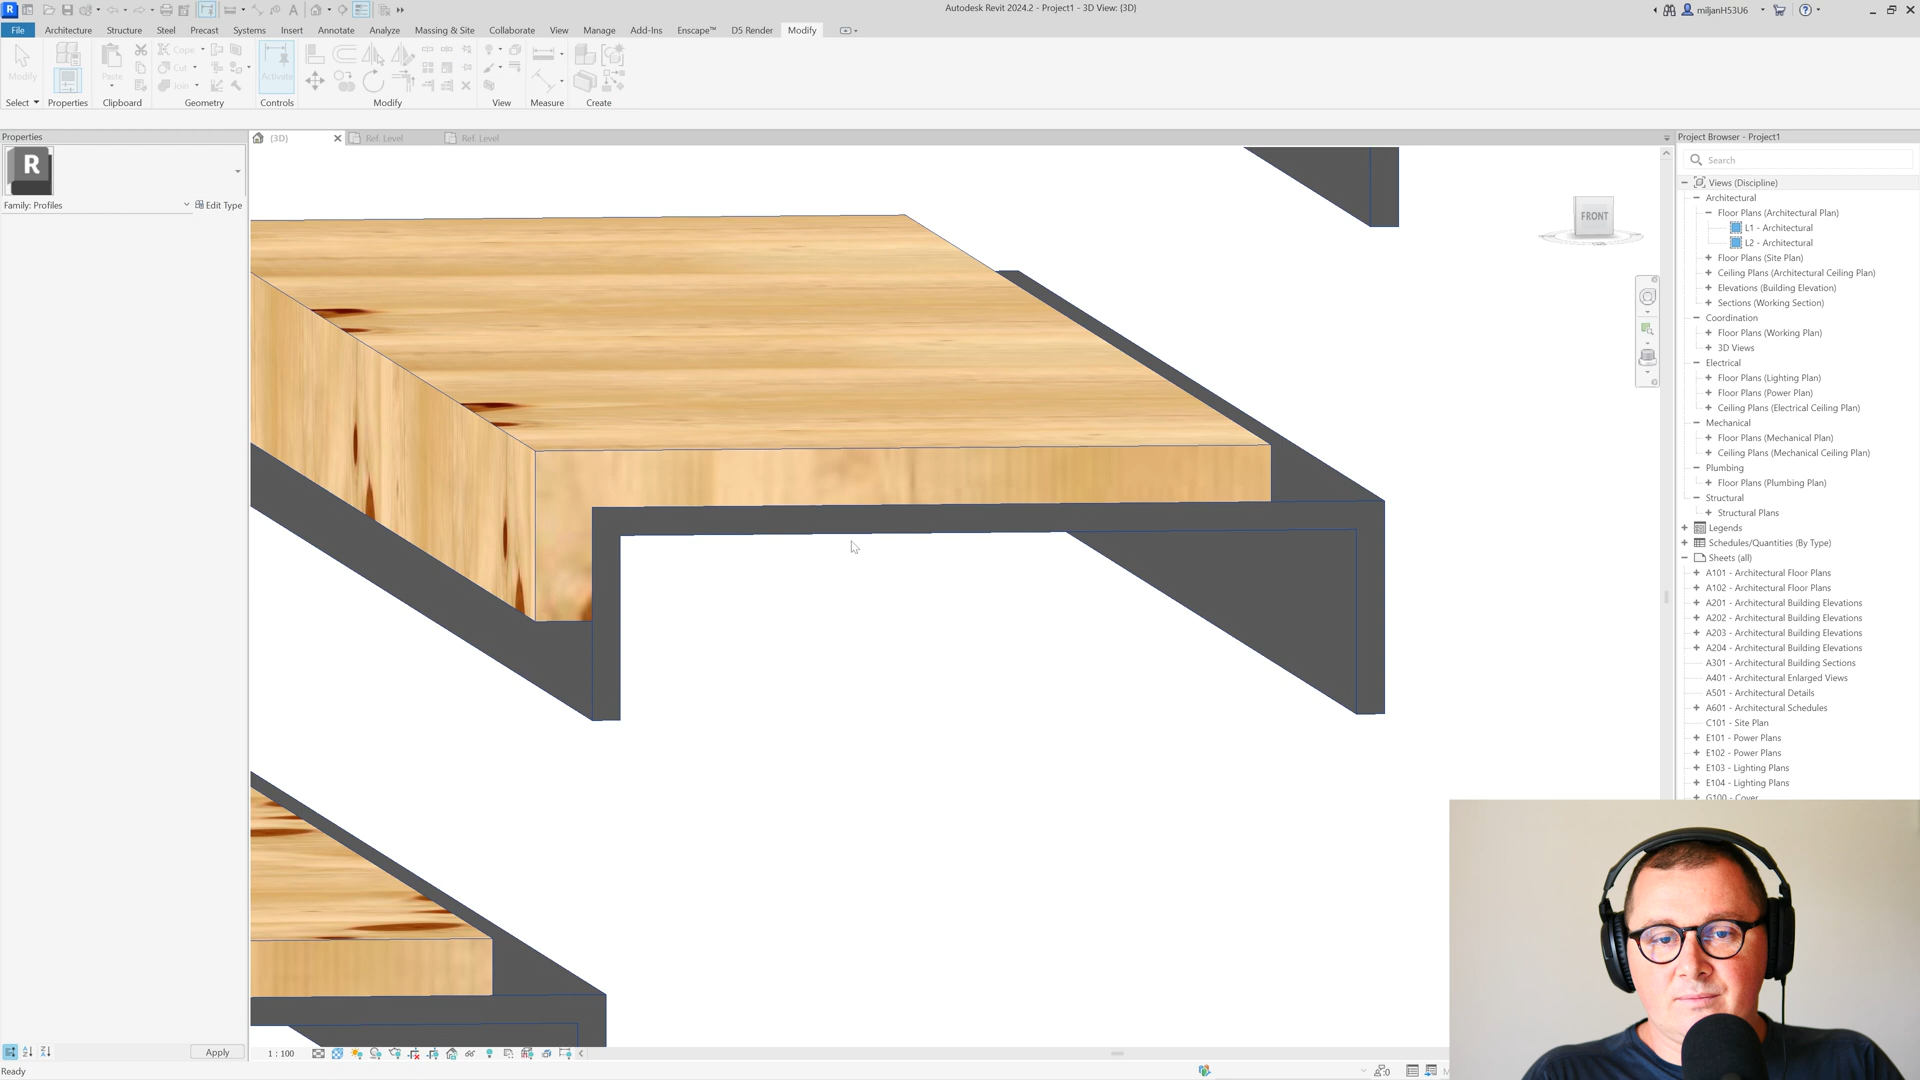 Autodesk Revit 2024.2 - Project1 - 3D View: {3D}
miljanH53U6
File
Architecture
Structure
Steel
Precast
Systems
Insert
Annotate
Analyze
Massing & Site
Collaborate
View
Manage
Add-Ins
Enscape™
D5 Render
Modify
Modify
Paste
Cope
Cut
Join
Activate
Select
Properties
Clipboard
Geometry
Controls
Modify
View
Measure
Create
Properties
{3D}
Ref. Level
Ref. Level
R
Family: Profiles
Edit Type
FRONT
Project Browser - Project1
Search
Views (Discipline)
Architectural
Floor Plans (Architectural Plan)
L1 - Architectural
L2 - Architectural
Floor Plans (Site Plan)
Ceiling Plans (Architectural Ceiling Plan)
Elevations (Building Elevation)
Sections (Working Section)
Coordination
Floor Plans (Working Plan)
3D Views
Electrical
Floor Plans (Lighting Plan)
Floor Plans (Power Plan)
Ceiling Plans (Electrical Ceiling Plan)
Mechanical
Floor Plans (Mechanical Plan)
Ceiling Plans (Mechanical Ceiling Plan)
Plumbing
Floor Plans (Plumbing Plan)
Structural
Structural Plans
Legends
Schedules/Quantities (By Type)
Sheets (all)
A101 - Architectural Floor Plans
A102 - Architectural Floor Plans
A201 - Architectural Building Elevations
A202 - Architectural Building Elevations
A203 - Architectural Building Elevations
A204 - Architectural Building Elevations
A301 - Architectural Building Sections
A401 - Architectural Enlarged Views
A501 - Architectural Details
A601 - Architectural Schedules
C101 - Site Plan
E101 - Power Plans
E102 - Power Plans
E103 - Lighting Plans
E104 - Lighting Plans
G100 - Cover
Apply
1 : 100
Ready
:0